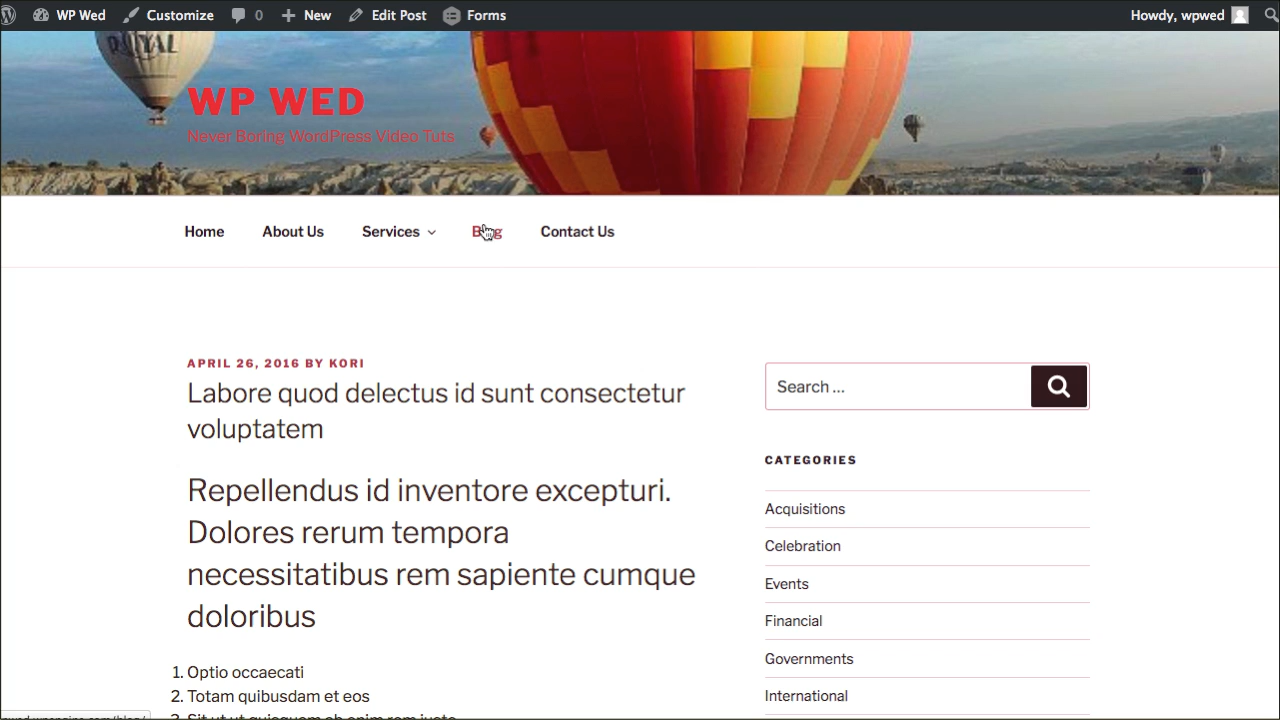 WP Wed Customize 0 New Edit Post Forms Howdy, wpwed
ROYAL
WP WED
Never Boring WordPress Video Tuts
Home About Us Services Blog Contact Us
APRIL 26, 2016 BY KORI
Labore quod delectus id sunt consectetur
voluptatem
Repellendus id inventore excepturi.
Dolores rerum tempora
necessitatibus rem sapiente cumque
doloribus
1. Optio occaecati
2. Totam quibusdam et eos
Search ...
CATEGORIES
Acquisitions
Celebration
Events
Financial
Governments
International